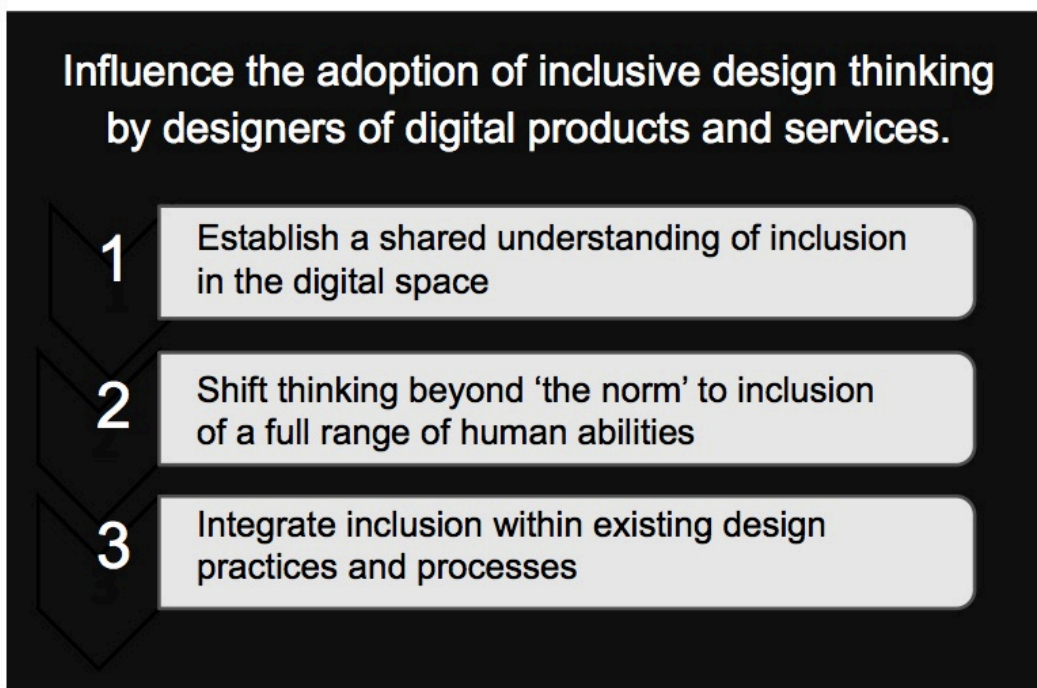 Influence the adoption of inclusive design thinking
by designers of digital products and services.
1
Establish a shared understanding of inclusion
in the digital space
2
Shift thinking beyond ‘the norm’ to inclusion
of a full range of human abilities
3
Integrate inclusion within existing design
practices and processes